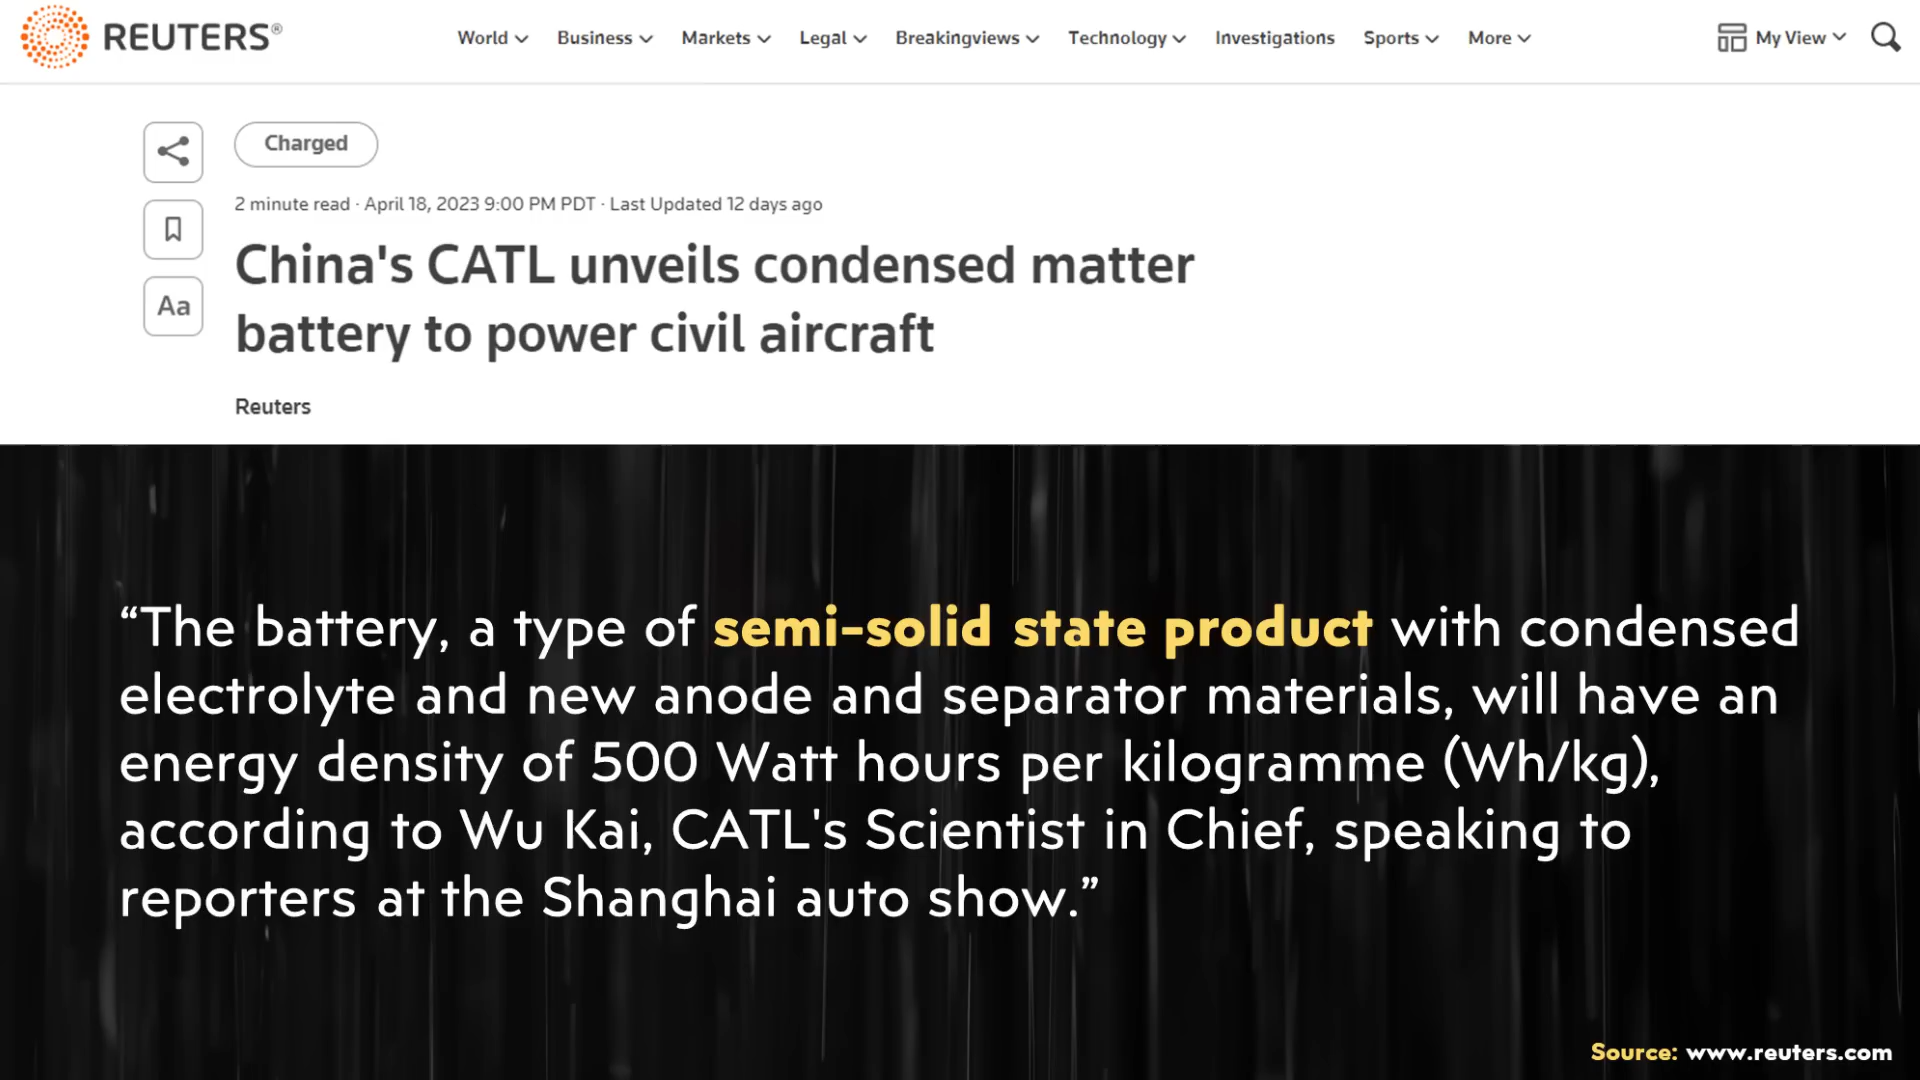 REUTERS®
World Business Markets Legal Breakingviews Technology Investigations Sports More My View
Charged
2 minute read · April 18, 2023 9:00 PM PDT · Last Updated 12 days ago
Aa
China's CATL unveils condensed matter
battery to power civil aircraft
Reuters
“The battery, a type of semi-solid state product with condensed
electrolyte and new anode and separator materials, will have an
energy density of 500 Watt hours per kilogramme (Wh/kg),
according to Wu Kai, CATL's Scientist in Chief, speaking to
reporters at the Shanghai auto show.”
Source: www.reuters.com